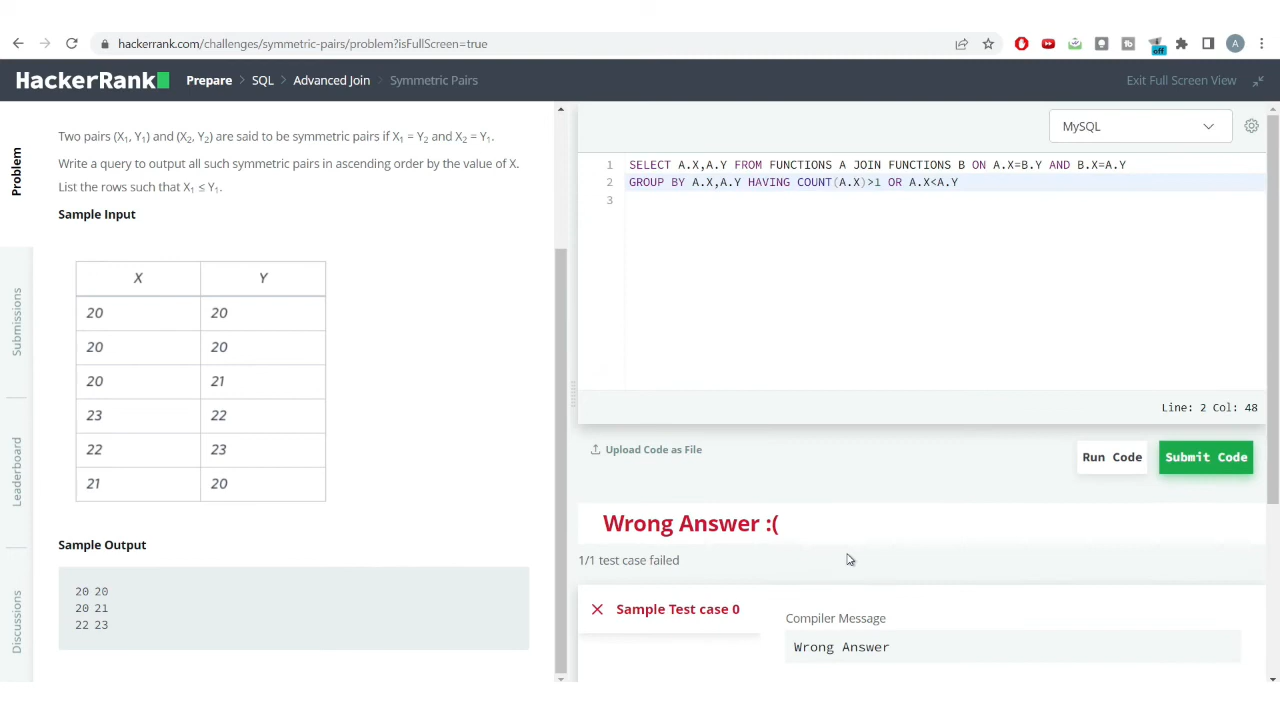 hackerrank.com/challenges/symmetric-pairs/problem?isFullScreen=true
A
off
HackerRank
Prepare > SQL > Advanced Join > Symmetric Pairs
Exit Full Screen View
Problem
Submissions
Leaderboard
Discussions
Two pairs (X1, Y1) and (X2, Y2) are said to be symmetric pairs if X1 = Y2 and X2 = Y1.
Write a query to output all such symmetric pairs in ascending order by the value of X.
List the rows such that X1 ≤ Y1.
Sample Input
X Y
20 20
20 20
20 21
23 22
22 23
21 20
Sample Output
20 20
20 21
22 23
MySQL
1 SELECT A.X,A.Y FROM FUNCTIONS A JOIN FUNCTIONS B ON A.X=B.Y AND B.X=A.Y
2 GROUP BY A.X,A.Y HAVING COUNT(A.X)>1 OR A.X<A.Y
3
Line: 2 Col: 48
Upload Code as File
Run Code
Submit Code
Wrong Answer :(
1/1 test case failed
Sample Test case 0
Compiler Message
Wrong Answer